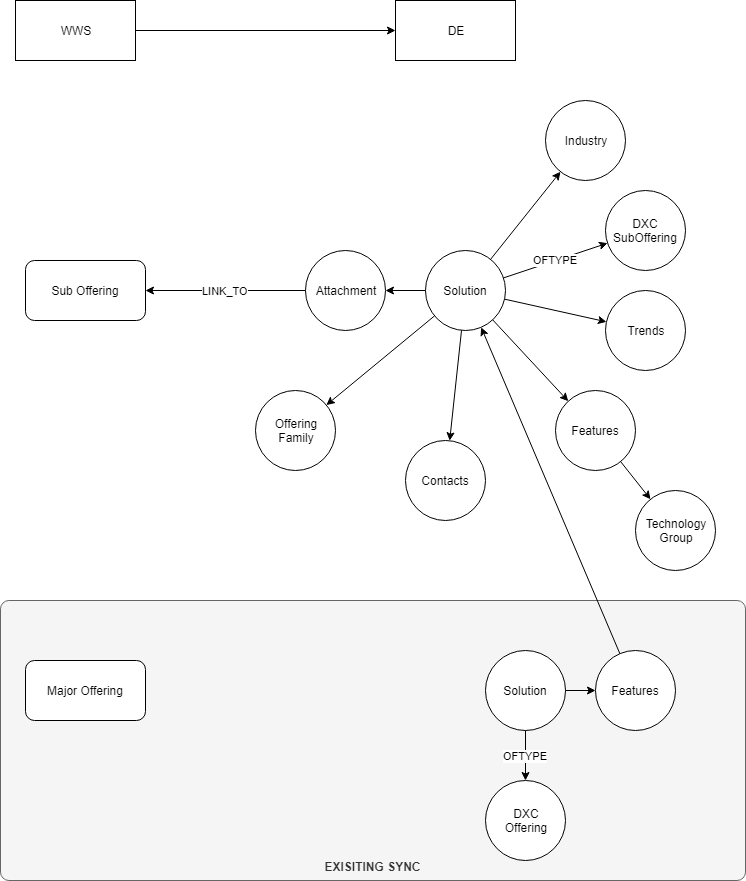 WWS
DE
Industry
DXC
SubOffering
OFTYPE
Sub Offering
LINK_TO
Attachment
Solution
Trends
Offering
Family
Features
Contacts
Technology
Group
Major Offering
Solution
Features
OFTYPE
DXC
Offering
EXISITING SYNC